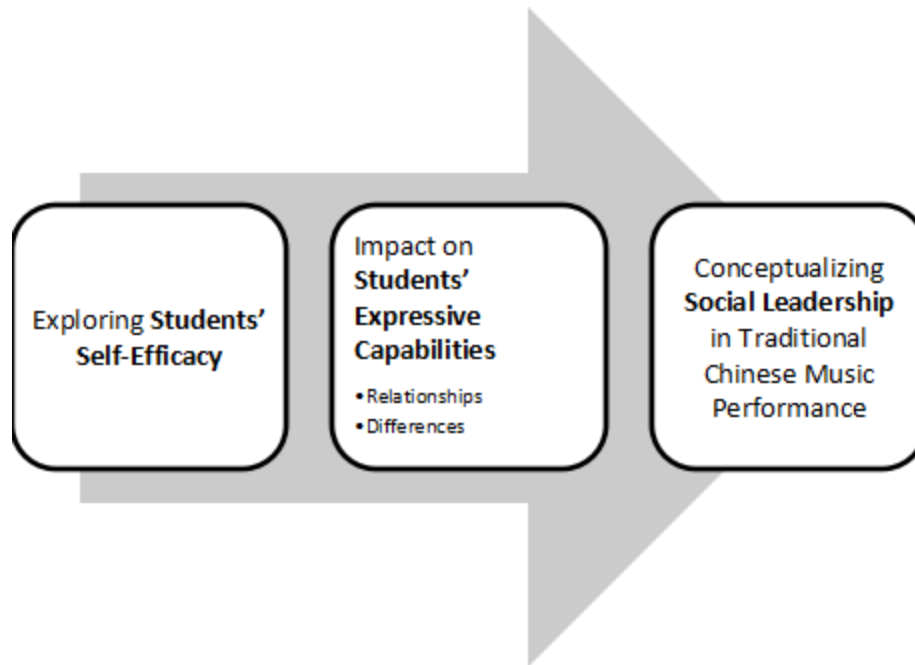 Exploring Students’
Self-Efficacy
Impact on
Students’
Expressive
Capabilities
•Relationships
•Differences
Conceptualizing
Social Leadership
in Traditional
Chinese Music
Performance